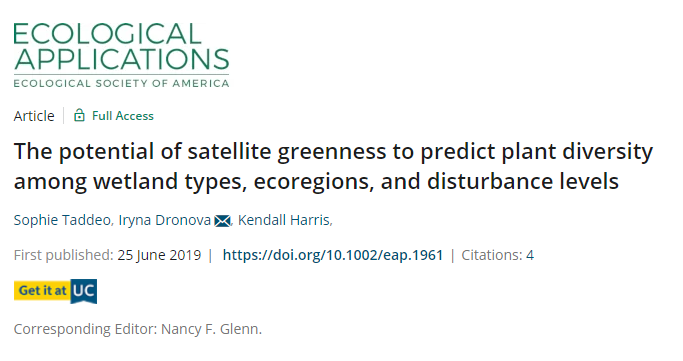 ECOLOGICAL
APPLICATIONS
ECOLOGICAL SOCIETY OF AMERICA
Article | Full Access
The potential of satellite greenness to predict plant diversity
among wetland types, ecoregions, and disturbance levels
Sophie Taddeo, Iryna Dronova, Kendall Harris,
First published: 25 June 2019 | https://doi.org/10.1002/eap.1961 | Citations: 4
Get it at UC
Corresponding Editor: Nancy F. Glenn.